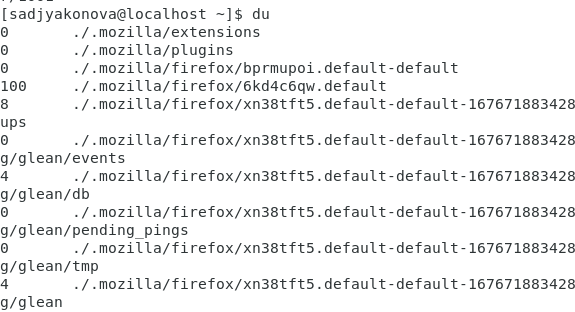 [sadjyakonova@localhost ~]$ du
0       ./.mozilla/extensions
0       ./.mozilla/plugins
0       ./.mozilla/firefox/bprmupoi.default-default
100     ./.mozilla/firefox/6kd4c6qw.default
8       ./.mozilla/firefox/xn38tft5.default-default-167671883428
ups
0       ./.mozilla/firefox/xn38tft5.default-default-167671883428
g/glean/events
4       ./.mozilla/firefox/xn38tft5.default-default-167671883428
g/glean/db
0       ./.mozilla/firefox/xn38tft5.default-default-167671883428
g/glean/pending_pings
0       ./.mozilla/firefox/xn38tft5.default-default-167671883428
g/glean/tmp
4       ./.mozilla/firefox/xn38tft5.default-default-167671883428
g/glean